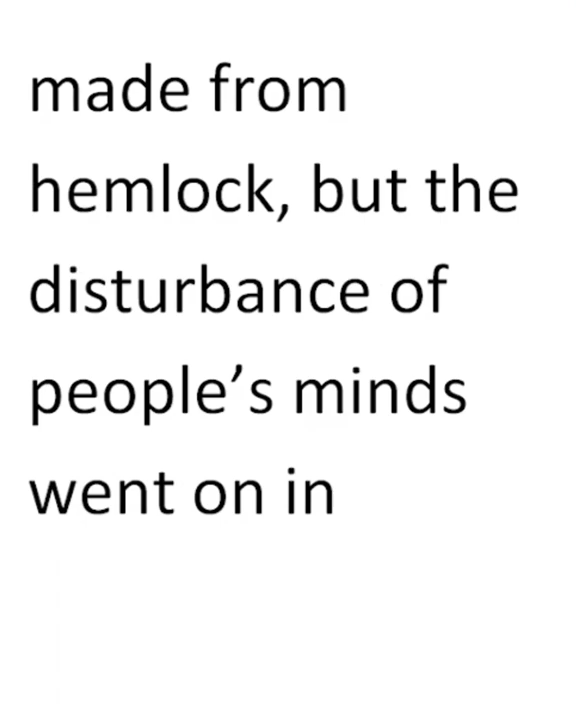 made from
hemlock, but the
disturbance of
people’s minds
went on in